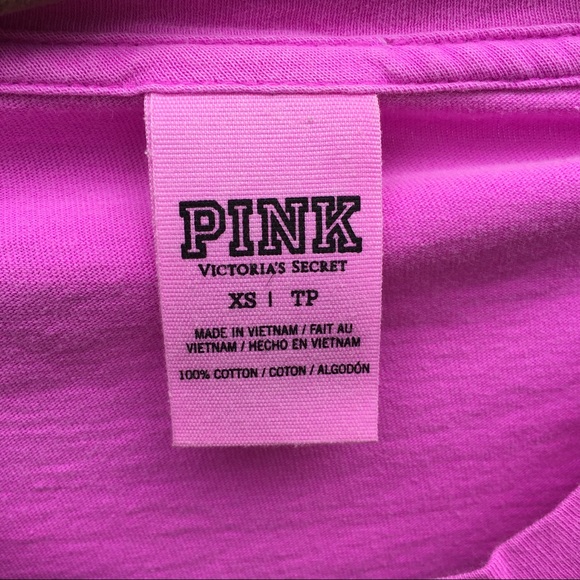 PINK
VICTORIA'S SECRET
XS | TP
MADE IN VIETNAM / FAIT AU
VIETNAM / HECHO EN VIETNAM
100% COTTON / COTON / ALGODÓN